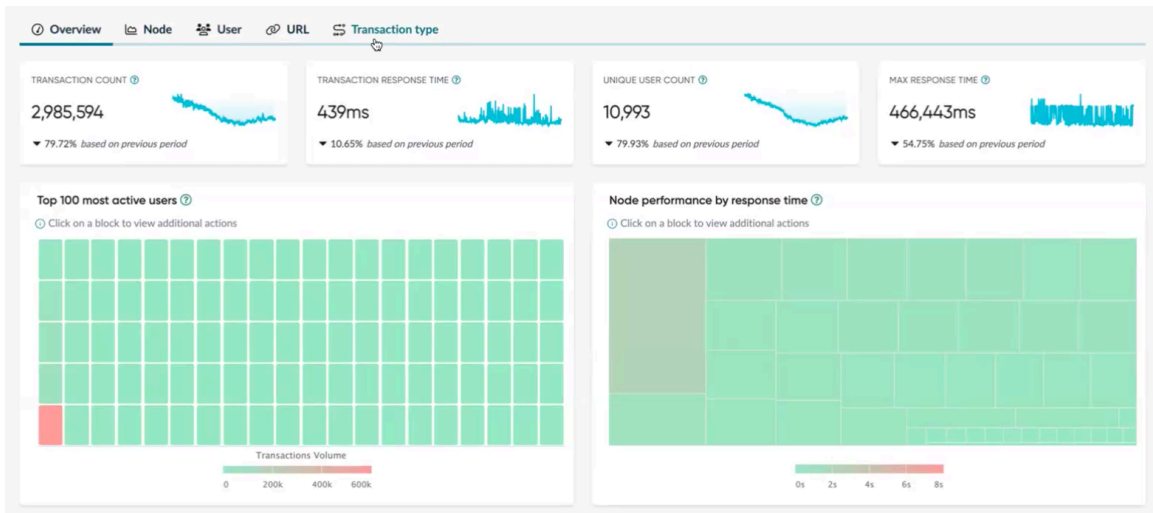 Overview Node User URL Transaction type
TRANSACTION COUNT
2,985,594
79.72% based on previous period
TRANSACTION RESPONSE TIME
439ms
10.65% based on previous period
UNIQUE USER COUNT
10,993
79.93% based on previous period
MAX RESPONSE TIME
466,443ms
54.75% based on previous period
Top 100 most active users
Click on a block to view additional actions
Transactions Volume
0 200k 400k 600k
Node performance by response time
Click on a block to view additional actions
0s 2s 4s 6s 8s